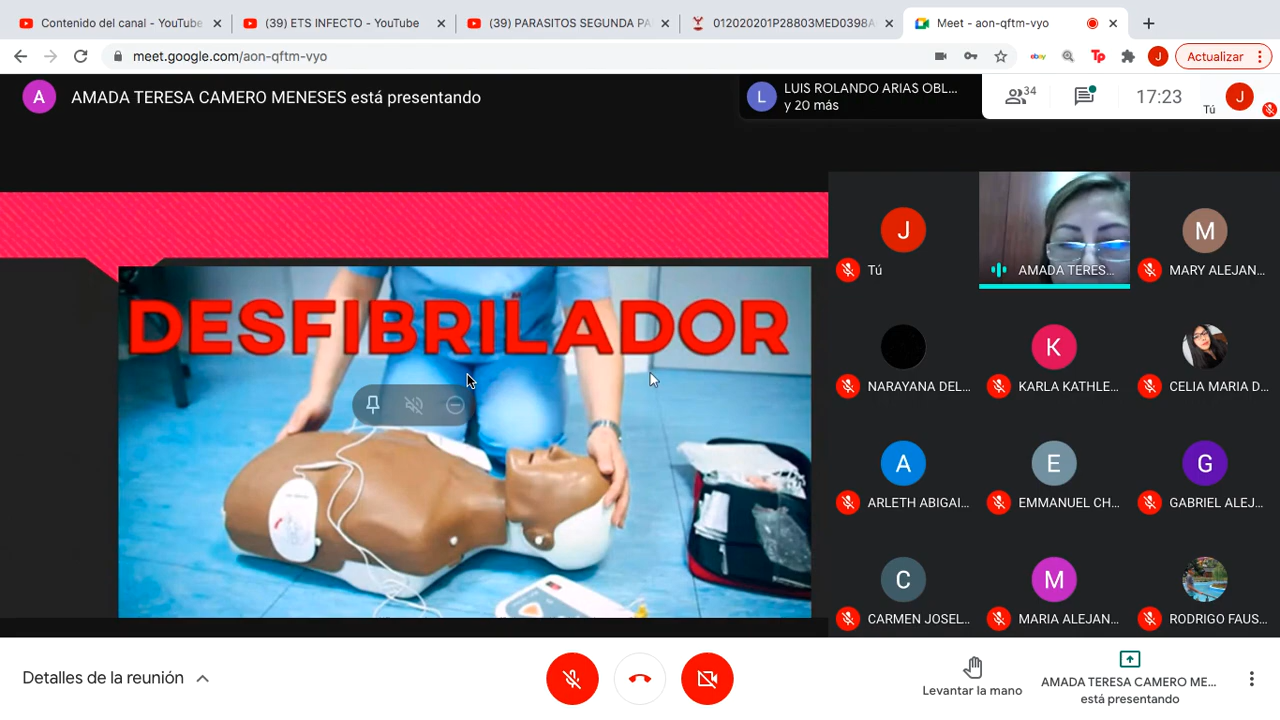 Contenido del canal - YouTube
(39) ETS INFECTO - YouTube
(39) PARASITOS SEGUNDA PA
012020201P28803MED0398A
Meet - aon-qftm-vyo
meet.google.com/aon-qftm-vyo
ebay
Tp
J
Actualizar
A
AMADA TERESA CAMERO MENESES está presentando
L
LUIS ROLANDO ARIAS OBL...
y 20 más
34
17:23
Tú
J
DESFIBRILADOR
J
Tú
AMADA TERES...
M
MARY ALEJAN...
NARAYANA DEL...
K
KARLA KATHLE...
CELIA MARIA D...
A
ARLETH ABIGAI...
E
EMMANUEL CH...
G
GABRIEL ALEJ...
C
CARMEN JOSEL...
M
MARIA ALEJAN...
RODRIGO FAUS...
Detalles de la reunión
Levantar la mano
AMADA TERESA CAMERO ME...
está presentando